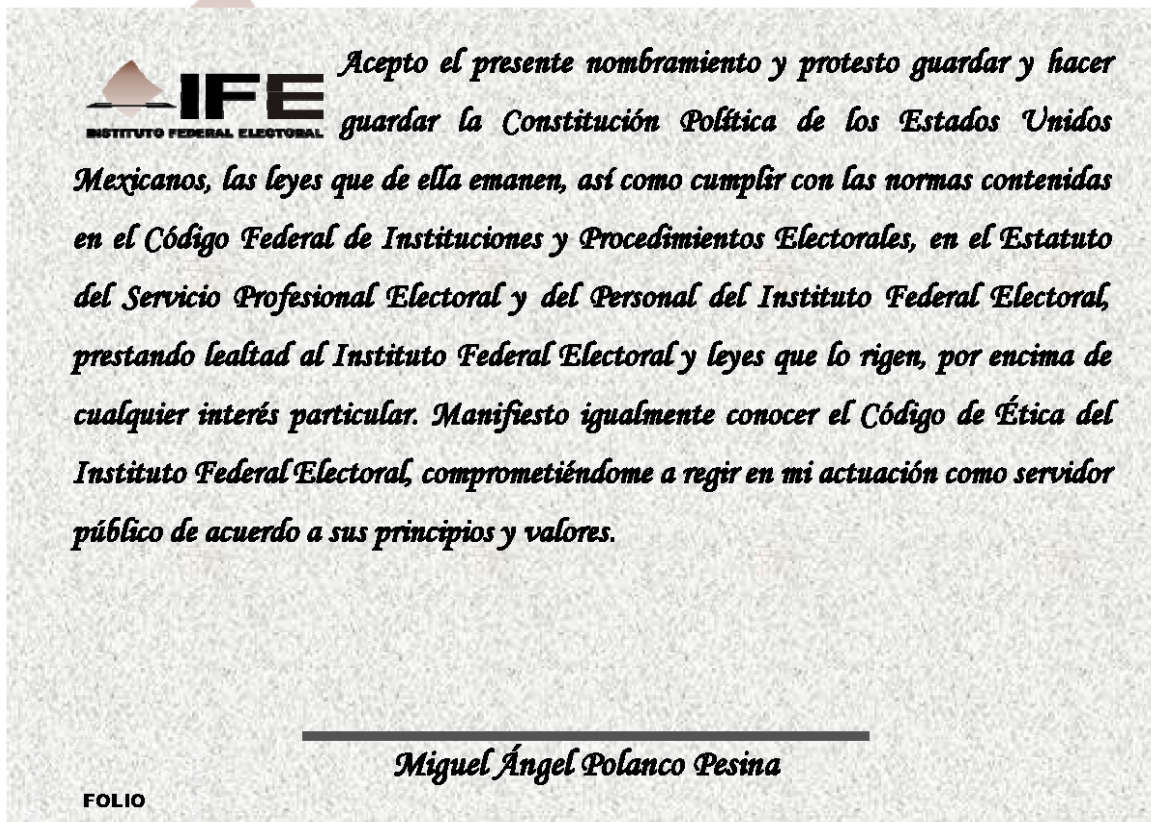 IFE
INSTITUTO FEDERAL ELECTORAL
Acepto el presente nombramiento y protesto guardar y hacer
guardar la Constitución Política de los Estados Unidos
Mexicanos, las leyes que de ella emanen, así como cumplir con las normas contenidas
en el Código Federal de Instituciones y Procedimientos Electorales, en el Estatuto
del Servicio Profesional Electoral y del Personal del Instituto Federal Electoral,
prestando lealtad al Instituto Federal Electoral y leyes que lo rigen, por encima de
cualquier interés particular. Manifiesto igualmente conocer el Código de Ética del
Instituto Federal Electoral, comprometiéndome a regir en mi actuación como servidor
público de acuerdo a sus principios y valores.
Miguel Ángel Polanco Pesina
FOLIO